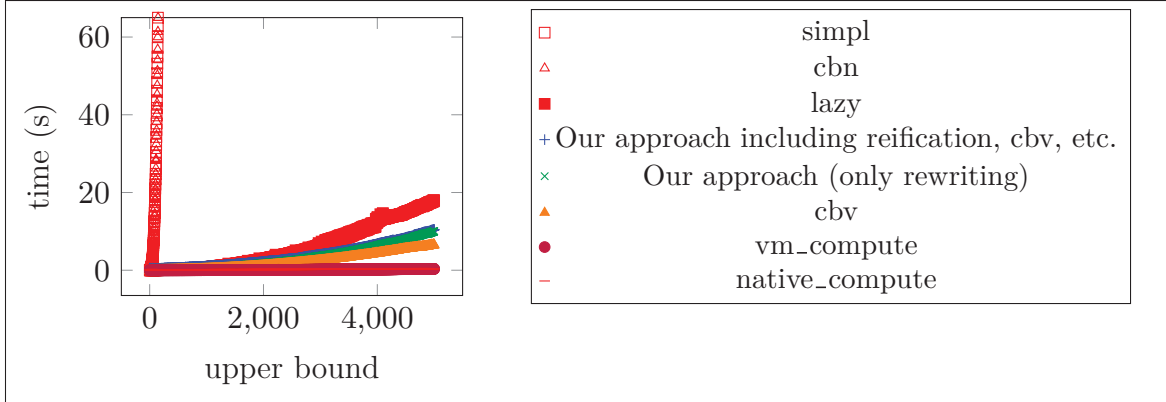 60
40
20
0
time (s)
0
2,000
4,000
upper bound
simpl
cbn
lazy
Our approach including reification, cbv, etc.
Our approach (only rewriting)
cbv
vm_compute
native_compute